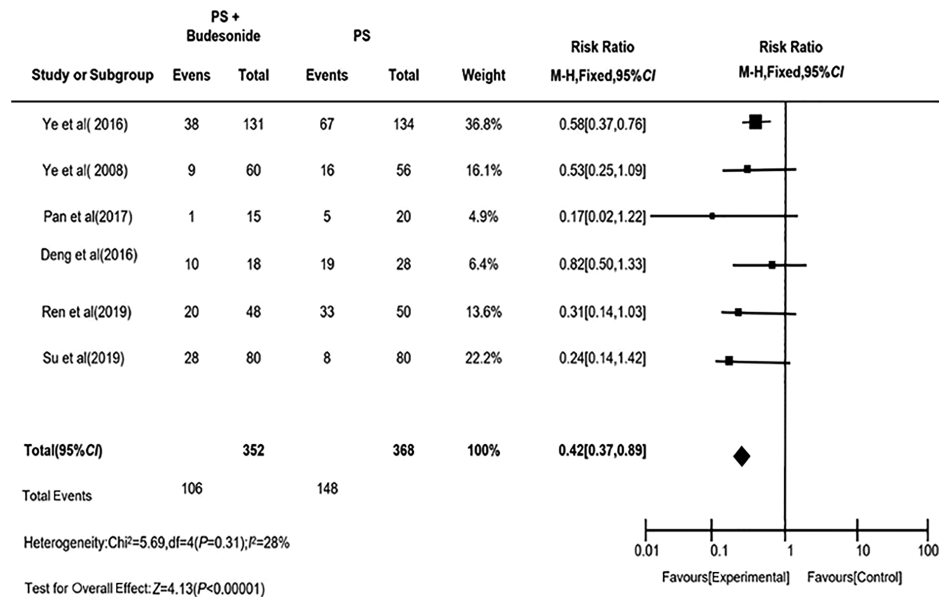 PS +
Budesonide PS Risk Ratio Risk Ratio
Study or Subgroup Evens Total Events Total Weight M-H,Fixed,95%CI M-H,Fixed,95%CI
Ye et al( 2016) 38 131 67 134 36.8% 0.58[0.37,0.76]
Ye et al( 2008) 9 60 16 56 16.1% 0.53[0.25,1.09]
Pan et al(2017) 1 15 5 20 4.9% 0.17[0.02,1.22]
Deng et al(2016) 10 18 19 28 6.4% 0.82[0.50,1.33]
Ren et al(2019) 20 48 33 50 13.6% 0.31[0.14,1.03]
Su et al(2019) 28 80 8 80 22.2% 0.24[0.14,1.42]
Total(95%CI) 352 368 100% 0.42[0.37,0.89]
Total Events 106 148
Heterogeneity:Chi²=5.69,df=4(P=0.31);I²=28%
Test for Overall Effect:Z=4.13(P<0.00001)
0.01 0.1 1 10 100
Favours[Experimental] Favours[Control]